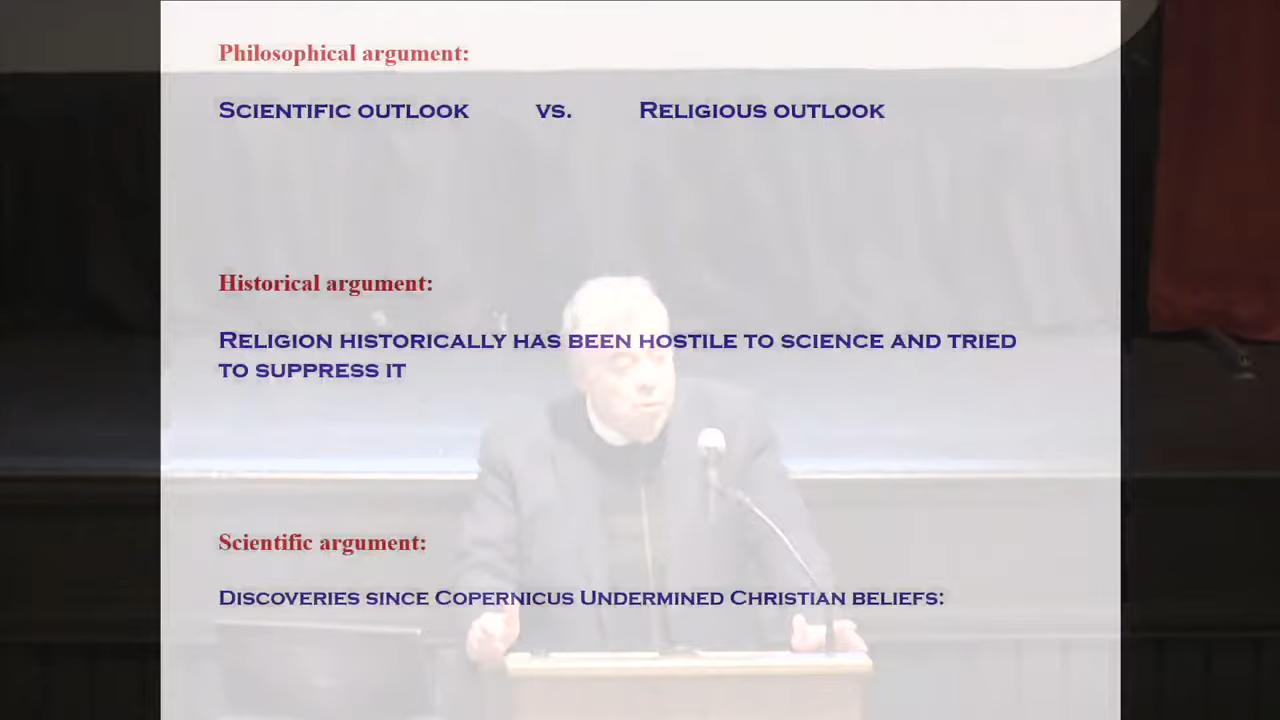 Philosophical argument:
Scientific outlook vs. Religious outlook
Historical argument:
Religion historically has been hostile to science and tried
to suppress it
Scientific argument:
Discoveries since Copernicus Undermined Christian beliefs: